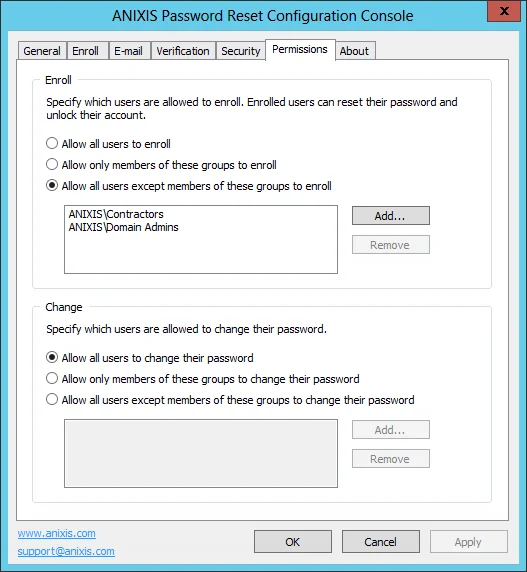 ANIXIS Password Reset Configuration Console
x
General Enroll E-mail Verification Security Permissions About
Enroll
Specify which users are allowed to enroll. Enrolled users can reset their password and
unlock their account.
Allow all users to enroll
Allow only members of these groups to enroll
Allow all users except members of these groups to enroll
ANIXIS\Contractors
ANIXIS\Domain Admins
Add...
Remove
Change
Specify which users are allowed to change their password.
Allow all users to change their password
Allow only members of these groups to change their password
Allow all users except members of these groups to change their password
Add...
Remove
www.anixis.com
support@anixis.com
OK Cancel Apply